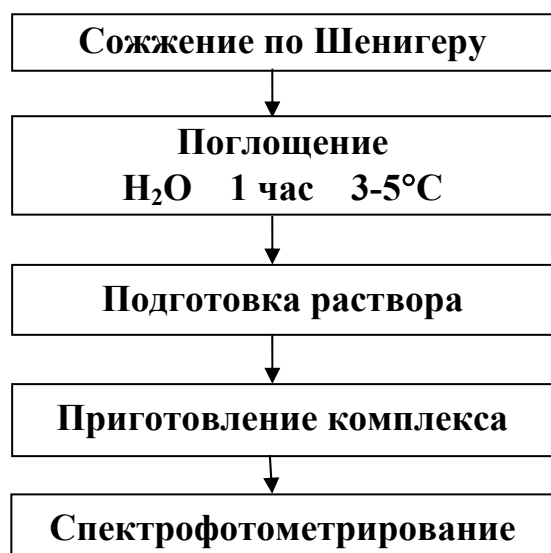 Сожжение по Шенигеру
Поглощение
H₂O 1 час 3-5°C
Подготовка раствора
Приготовление комплекса
Спектрофотометрирование